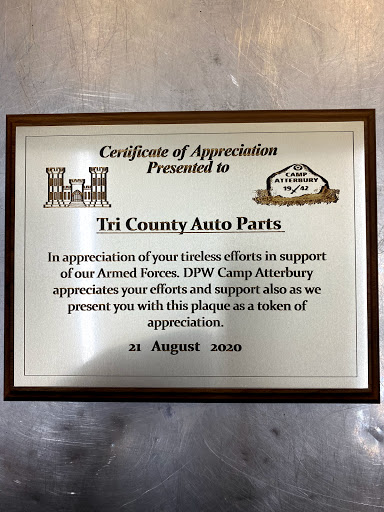 Certificate of Appreciation
Presented to
CAMP
ATTERBURY
19 42
Tri County Auto Parts
In appreciation of your tireless efforts in support
of our Armed Forces. DPW Camp Atterbury
appreciates your efforts and support also as we
present you with this plaque as a token of
appreciation.
21 August 2020